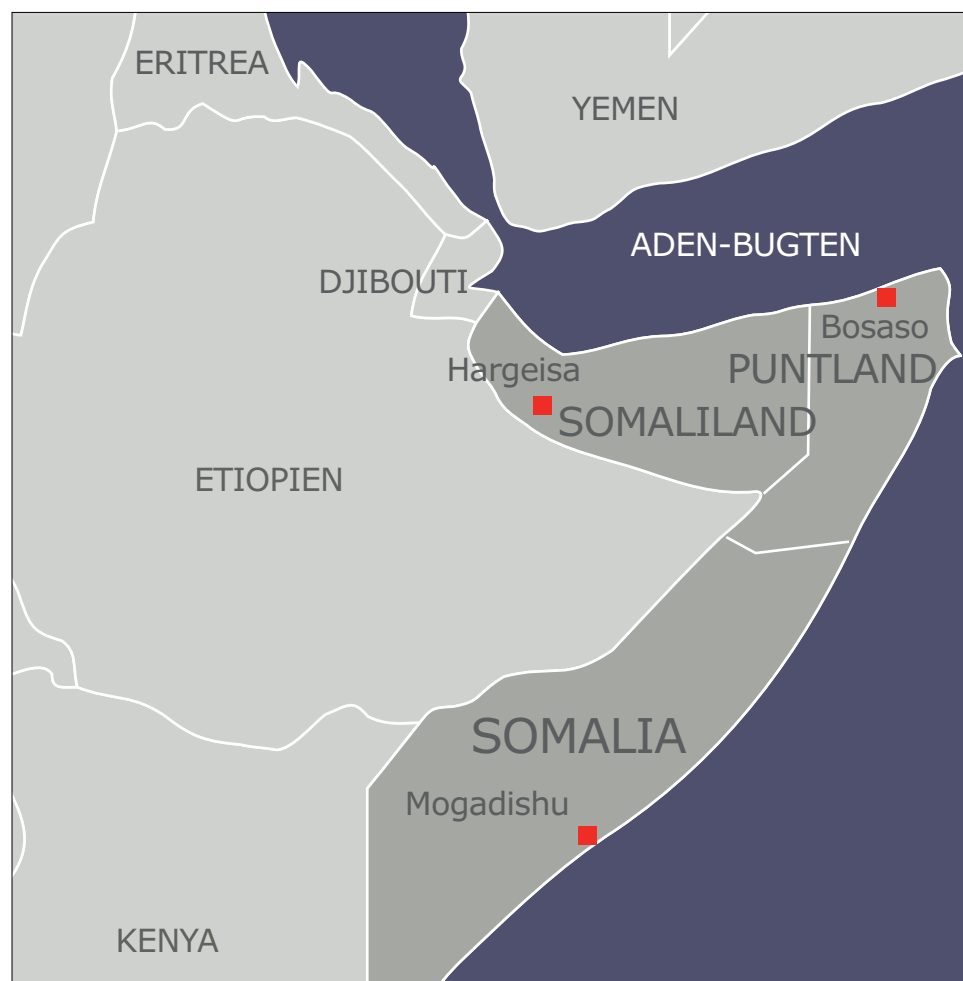 ERITREA
YEMEN
ADEN-BUGTEN
DJIBOUTI
Bosaso
PUNTLAND
Hargeisa
SOMALILAND
ETIOPIEN
SOMALIA
Mogadishu
KENYA